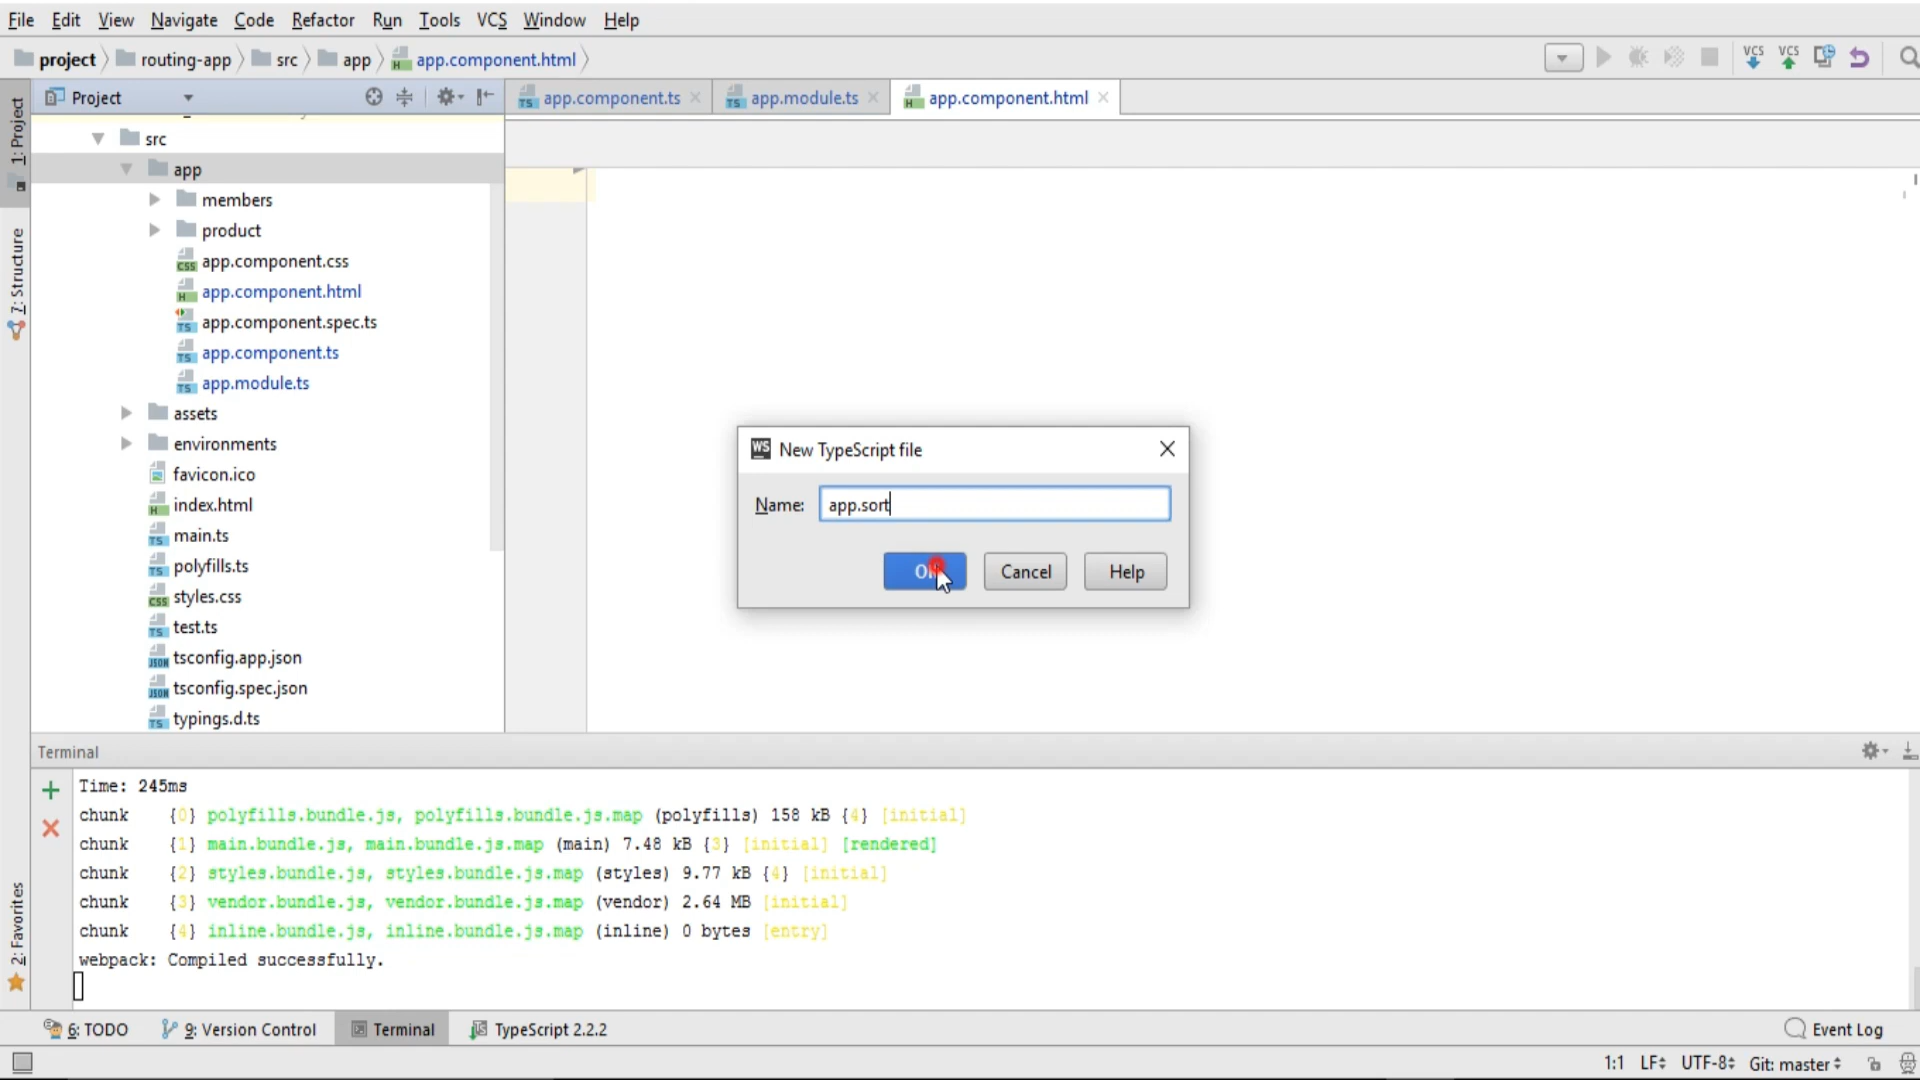 File Edit View Navigate Code Refactor Run Tools VCS Window Help
project routing-app src app app.component.html
VCS VCS
Project
app.component.ts app.module.ts app.component.html
1: Project
7: Structure
2: Favorites
src
app
members
product
app.component.css
app.component.html
app.component.spec.ts
app.component.ts
app.module.ts
assets
environments
favicon.ico
index.html
main.ts
polyfills.ts
styles.css
test.ts
tsconfig.app.json
tsconfig.spec.json
typings.d.ts
WS New TypeScript file
Name: app.sort
Cancel Help
Terminal
Time: 245ms
chunk {0} polyfills.bundle.js, polyfills.bundle.js.map (polyfills) 158 kB {4} [initial]
chunk {1} main.bundle.js, main.bundle.js.map (main) 7.48 kB {3} [initial] [rendered]
chunk {2} styles.bundle.js, styles.bundle.js.map (styles) 9.77 kB {4} [initial]
chunk {3} vendor.bundle.js, vendor.bundle.js.map (vendor) 2.64 MB [initial]
chunk {4} inline.bundle.js, inline.bundle.js.map (inline) 0 bytes [entry]
webpack: Compiled successfully.
6: TODO 9: Version Control Terminal TypeScript 2.2.2 Event Log
1:1 LF UTF-8 Git: master